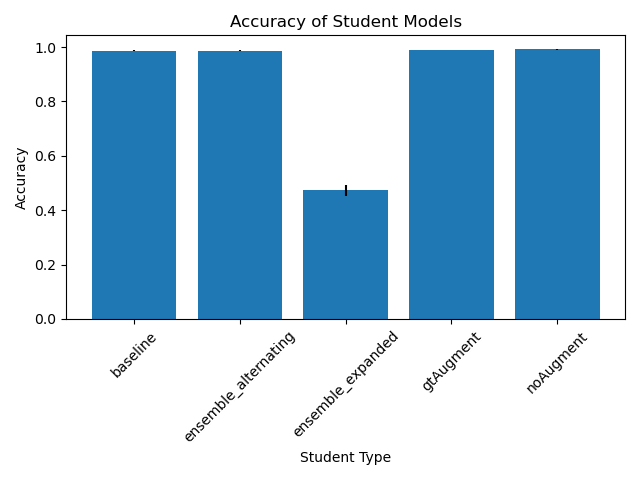 Accuracy of Student Models
Accuracy
1.0
0.8
0.6
0.4
0.2
0.0
baseline
ensemble_alternating
ensemble_expanded
gtAugment
noAugment
Student Type